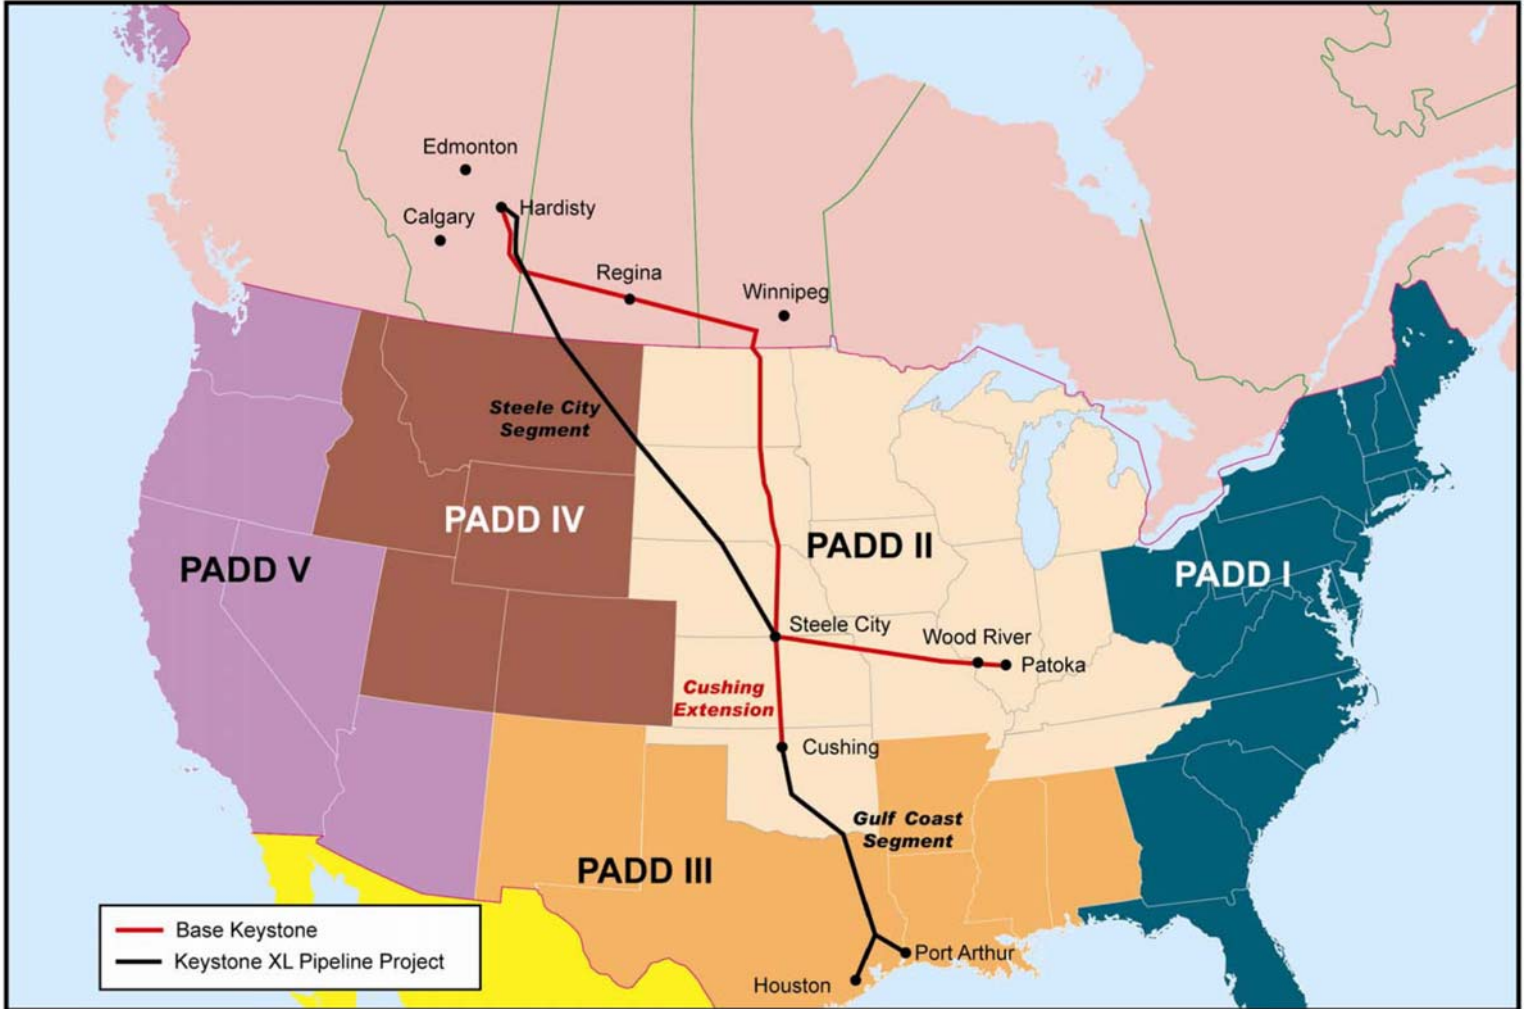 Edmonton
Hardisty
Calgary
Regina
Winnipeg
Steele City
Segment
PADD IV
PADD II
PADD V
PADD I
Steele City
Wood River
Patoka
Cushing
Extension
Cushing
Gulf Coast
Segment
PADD III
Base Keystone
Keystone XL Pipeline Project
Port Arthur
Houston